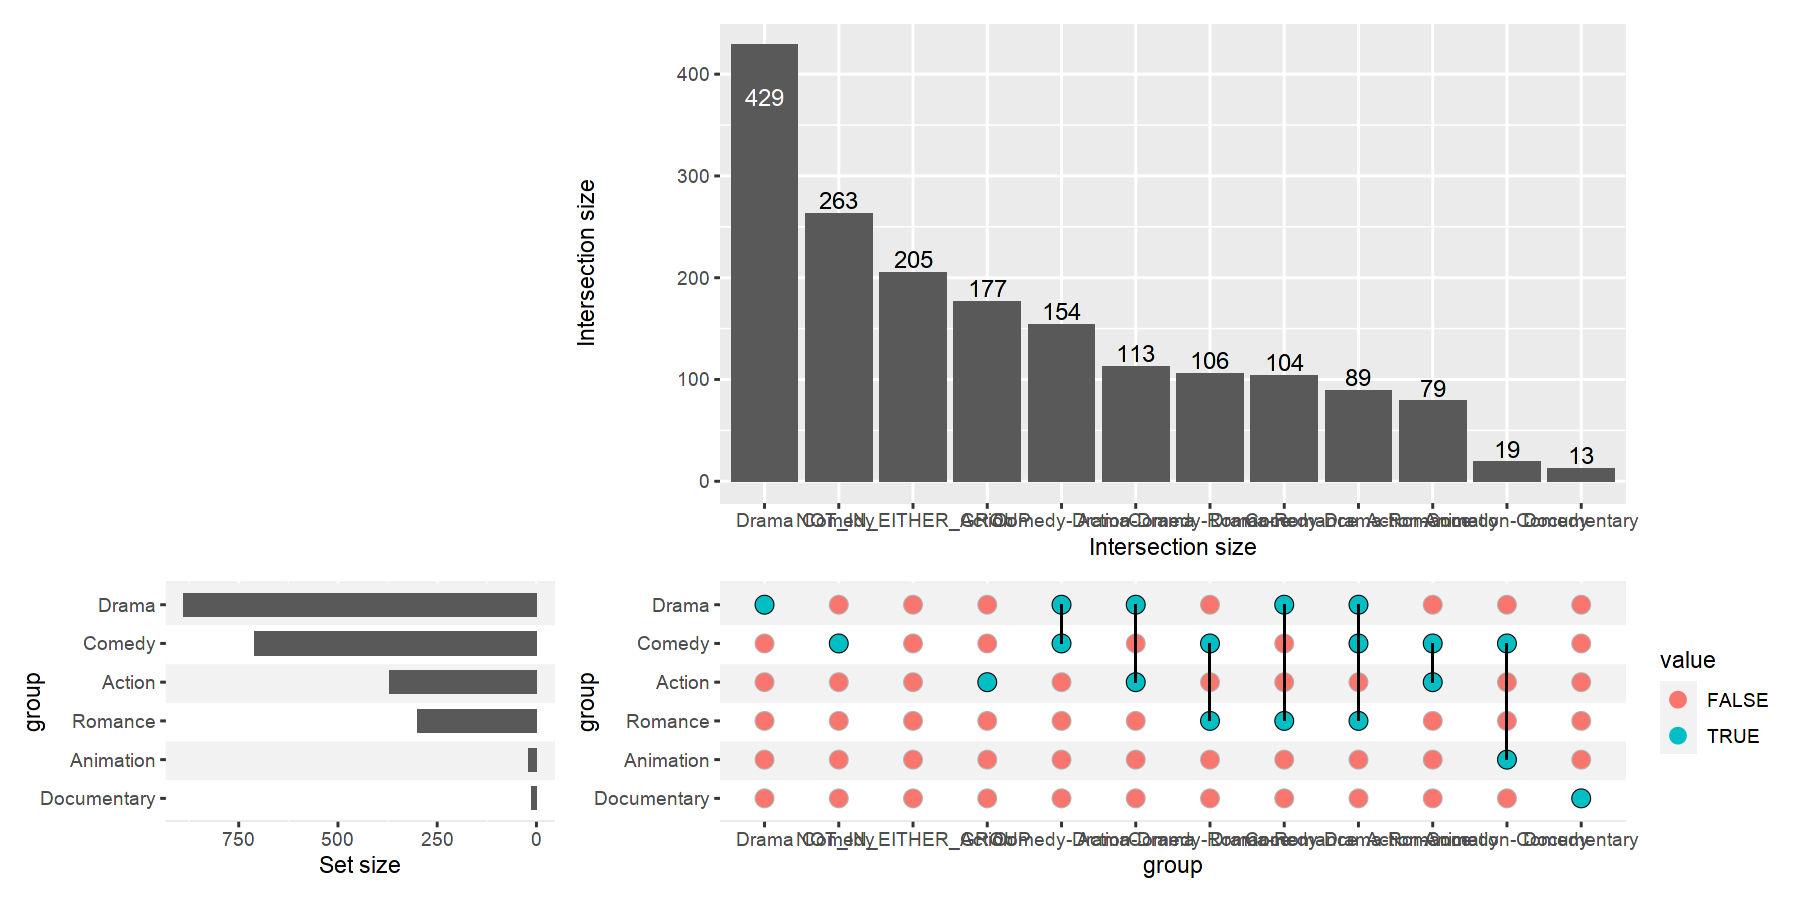 429
263
205
177
154
113
106
104
89
79
19
13
400
300
200
100
0
Intersection size
Drama
Intersection size
Drama
Comedy
Action
Romance
Animation
Documentary
group
750
500
250
0
Set size
Drama
Comedy
Action
Romance
Animation
Documentary
group
Drama
group
value
FALSE
TRUE